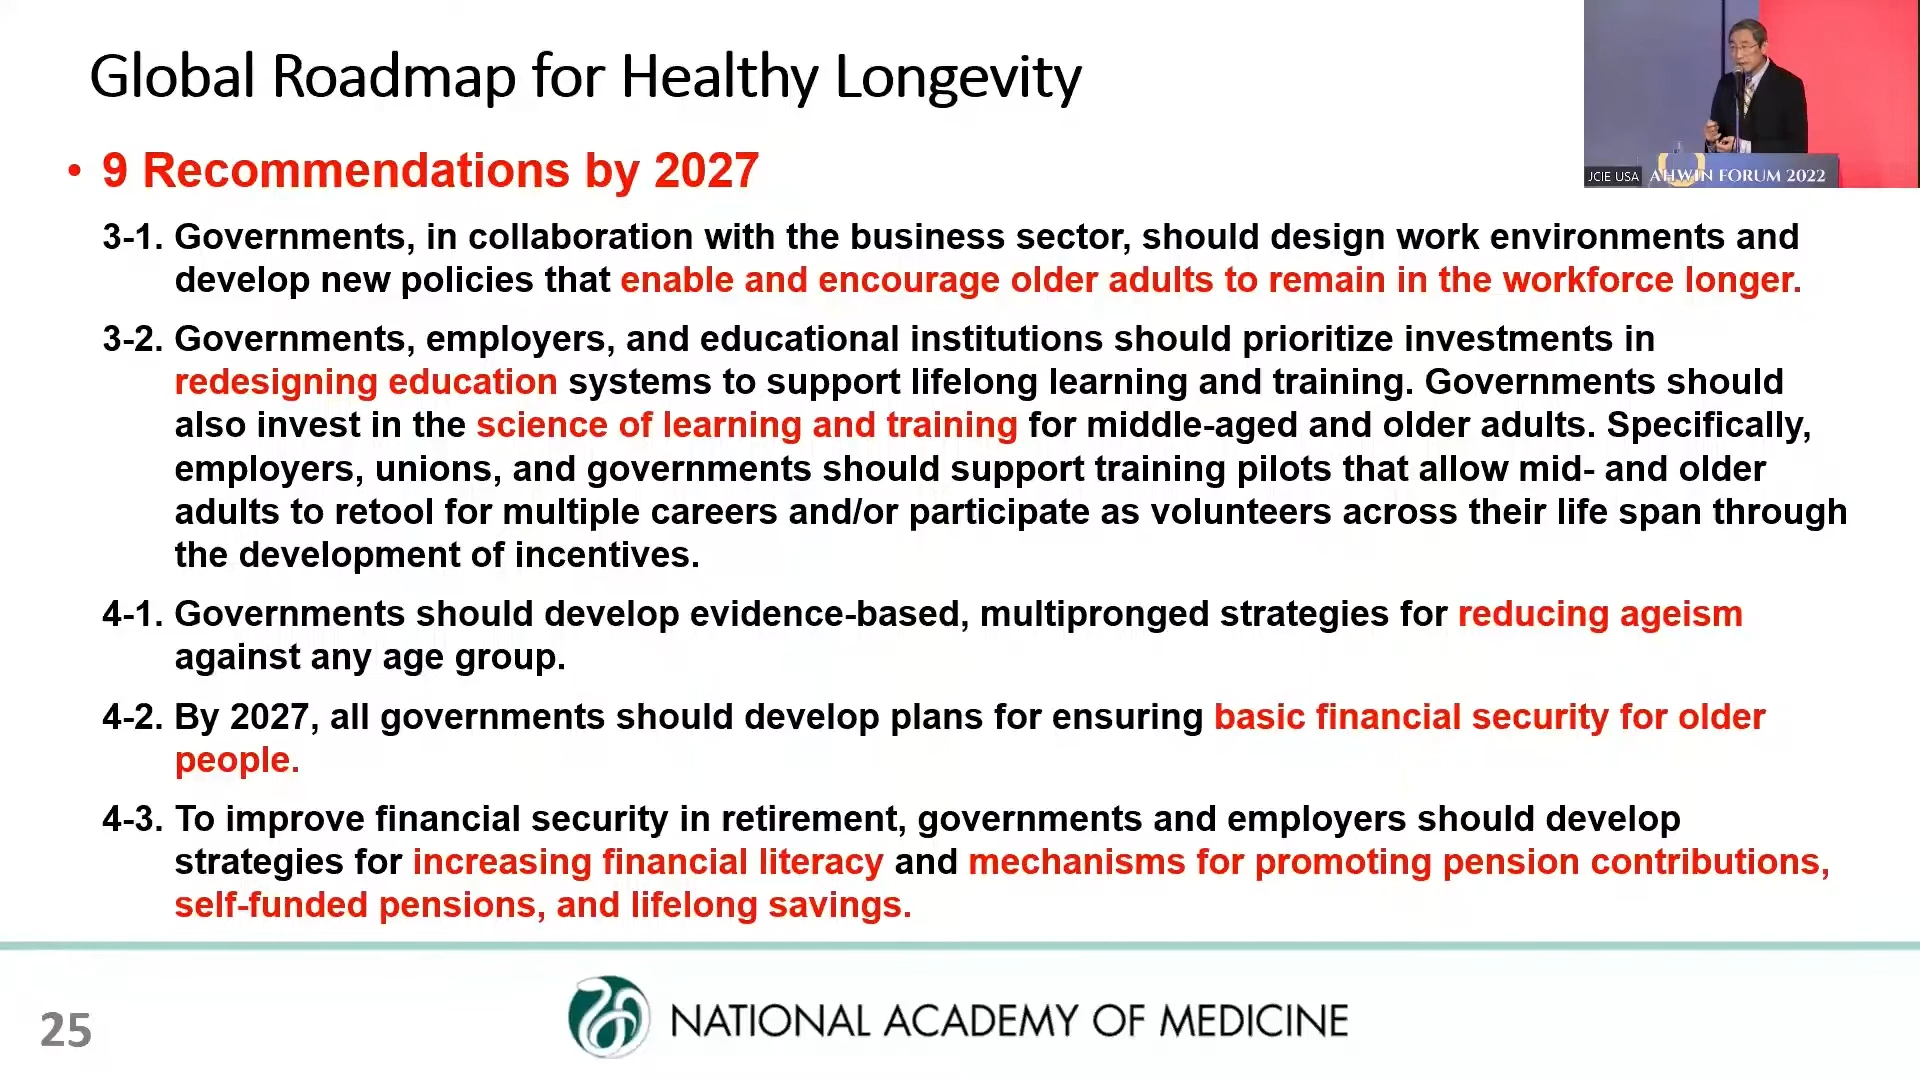 Global Roadmap for Healthy Longevity
JCIE USA
AHWIN FORUM 2022
• 9 Recommendations by 2027
3-1. Governments, in collaboration with the business sector, should design work environments and
develop new policies that enable and encourage older adults to remain in the workforce longer.
3-2. Governments, employers, and educational institutions should prioritize investments in
redesigning education systems to support lifelong learning and training. Governments should
also invest in the science of learning and training for middle-aged and older adults. Specifically,
employers, unions, and governments should support training pilots that allow mid- and older
adults to retool for multiple careers and/or participate as volunteers across their life span through
the development of incentives.
4-1. Governments should develop evidence-based, multipronged strategies for reducing ageism
against any age group.
4-2. By 2027, all governments should develop plans for ensuring basic financial security for older
people.
4-3. To improve financial security in retirement, governments and employers should develop
strategies for increasing financial literacy and mechanisms for promoting pension contributions,
self-funded pensions, and lifelong savings.
25
NATIONAL ACADEMY OF MEDICINE